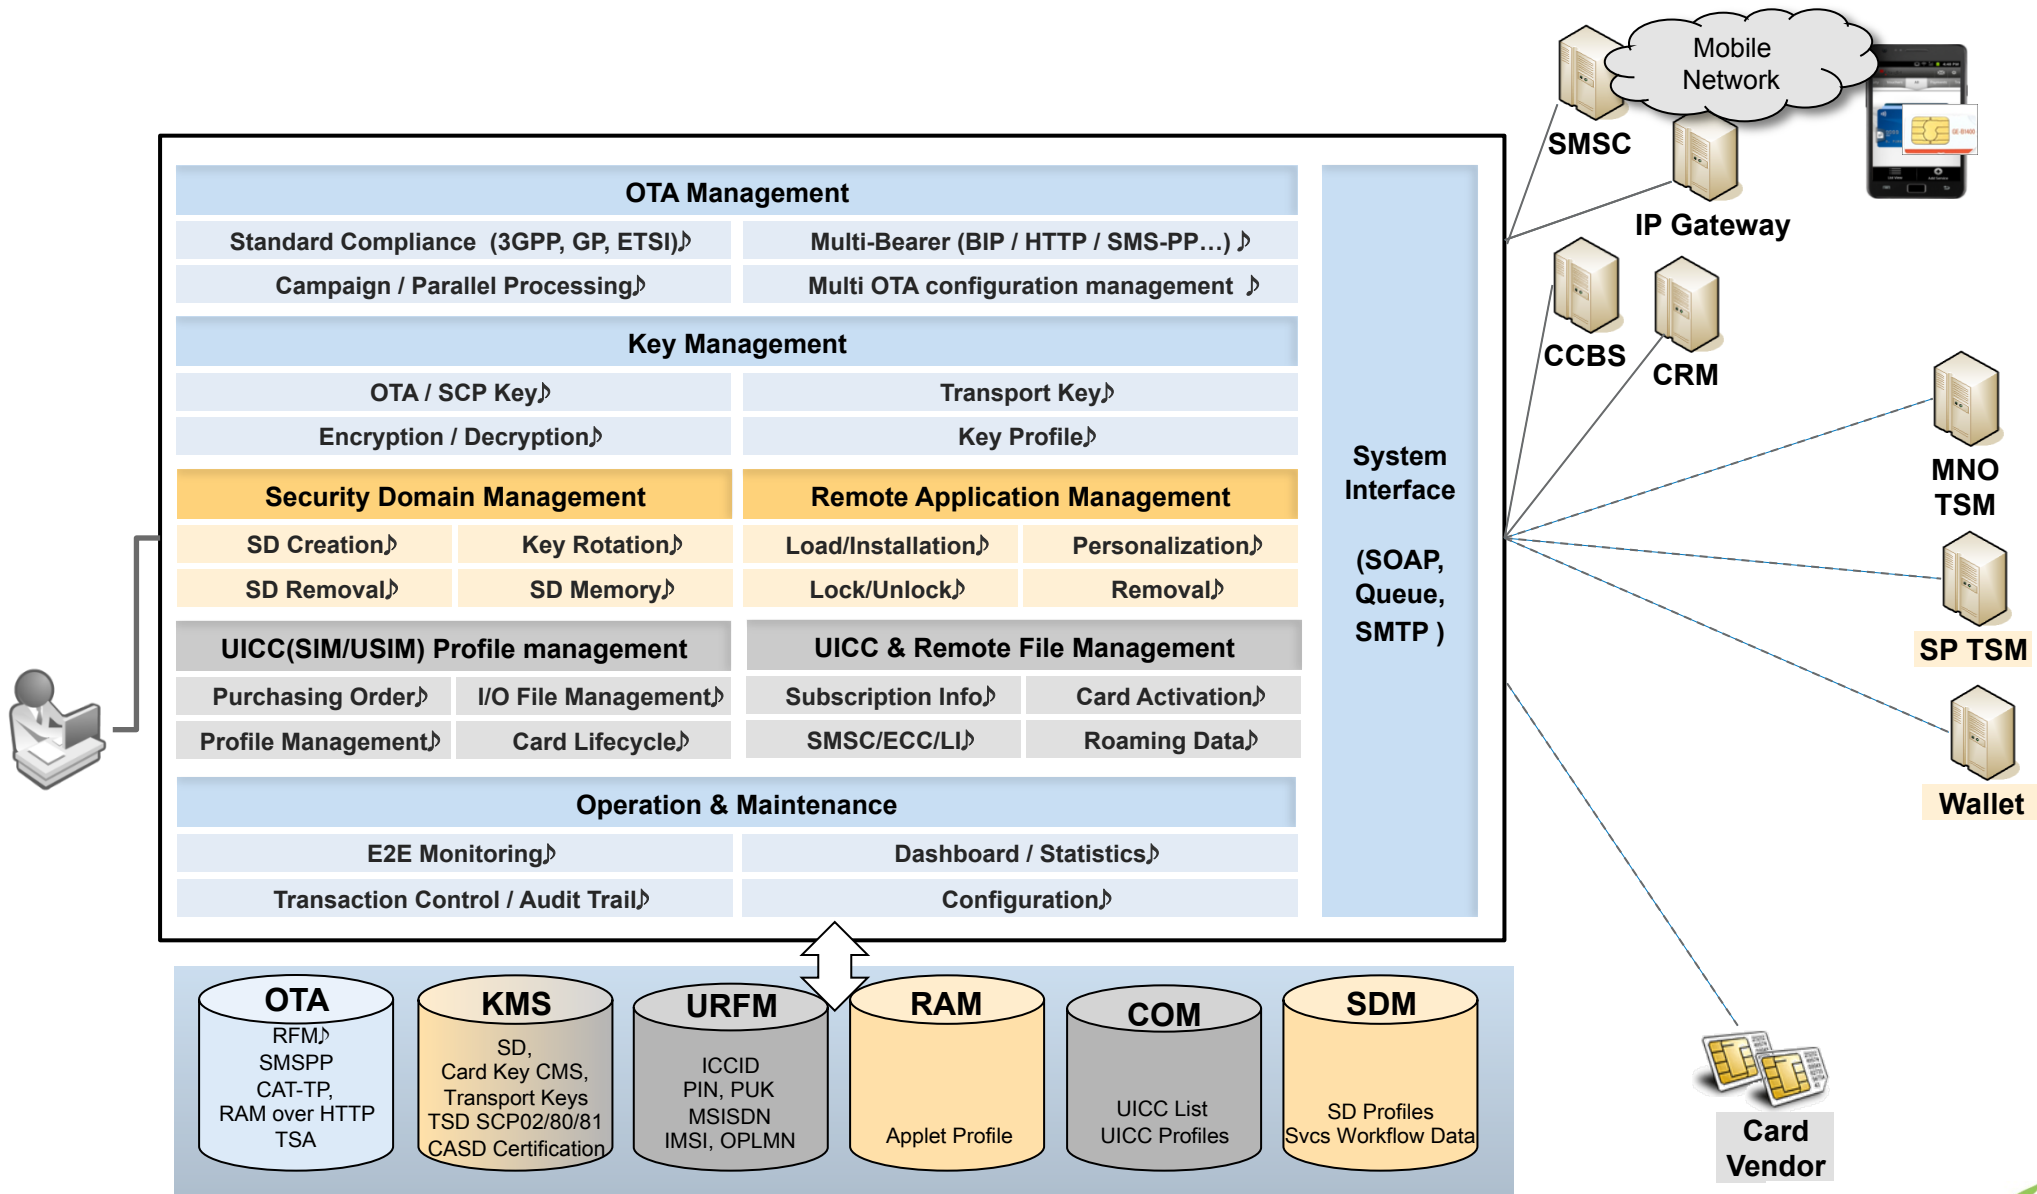 Mobile
Network
SMSC
IP Gateway
CCBS
CRM
MNO
TSM
SP TSM
Wallet
Card
Vendor
OTA Management
Standard Compliance (3GPP, GP, ETSI)♪
Multi-Bearer (BIP / HTTP / SMS-PP…) ♪
Campaign / Parallel Processing♪
Multi OTA configuration management ♪
Key Management
OTA / SCP Key♪
Transport Key♪
Encryption / Decryption♪
Key Profile♪
Security Domain Management
Remote Application Management
SD Creation♪
Key Rotation♪
Load/Installation♪
Personalization♪
SD Removal♪
SD Memory♪
Lock/Unlock♪
Removal♪
UICC(SIM/USIM) Profile management
UICC & Remote File Management
Purchasing Order♪
I/O File Management♪
Subscription Info♪
Card Activation♪
Profile Management♪
Card Lifecycle♪
SMSC/ECC/LI♪
Roaming Data♪
Operation & Maintenance
E2E Monitoring♪
Dashboard / Statistics♪
Transaction Control / Audit Trail♪
Configuration♪
System
Interface
(SOAP,
Queue,
SMTP )
OTA
RFM♪
SMSPP
CAT-TP,
RAM over HTTP
TSA
KMS
SD,
Card Key CMS,
Transport Keys
TSD SCP02/80/81
CASD Certification
URFM
ICCID
PIN, PUK
MSISDN
IMSI, OPLMN
RAM
Applet Profile
COM
UICC List
UICC Profiles
SDM
SD Profiles
Svcs Workflow Data